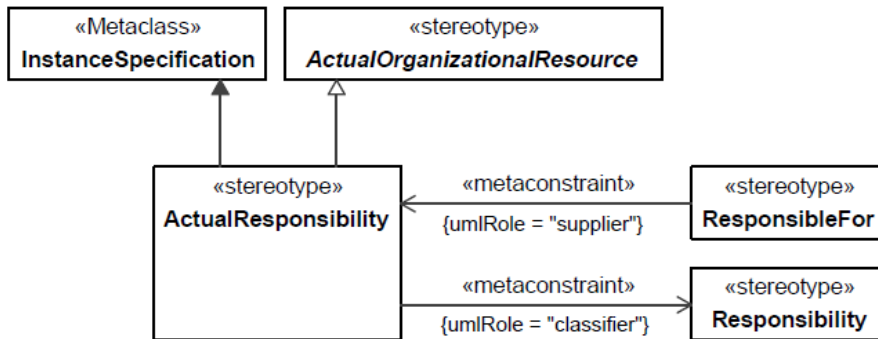 «Metaclass»
InstanceSpecification
«stereotype»
ActualOrganizationalResource
«stereotype»
ActualResponsibility
«metaconstraint»
{umlRole = "supplier"}
«stereotype»
ResponsibleFor
«metaconstraint»
{umlRole = "classifier"}
«stereotype»
Responsibility